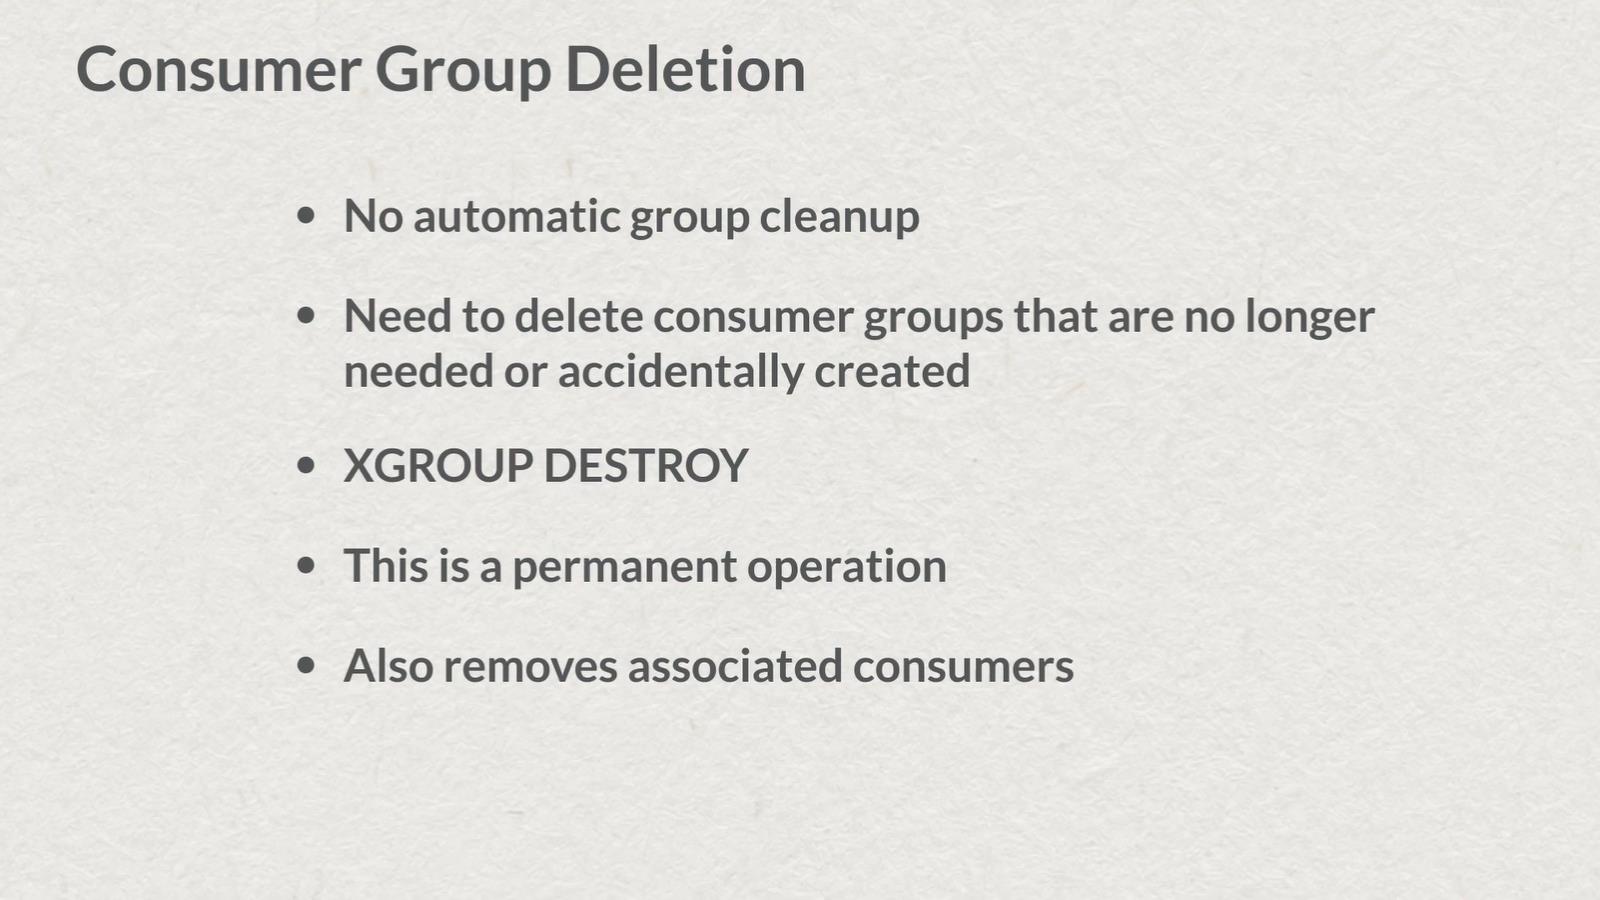 Consumer Group Deletion
• No automatic group cleanup
• Need to delete consumer groups that are no longer
needed or accidentally created
• XGROUP DESTROY
• This is a permanent operation
• Also removes associated consumers